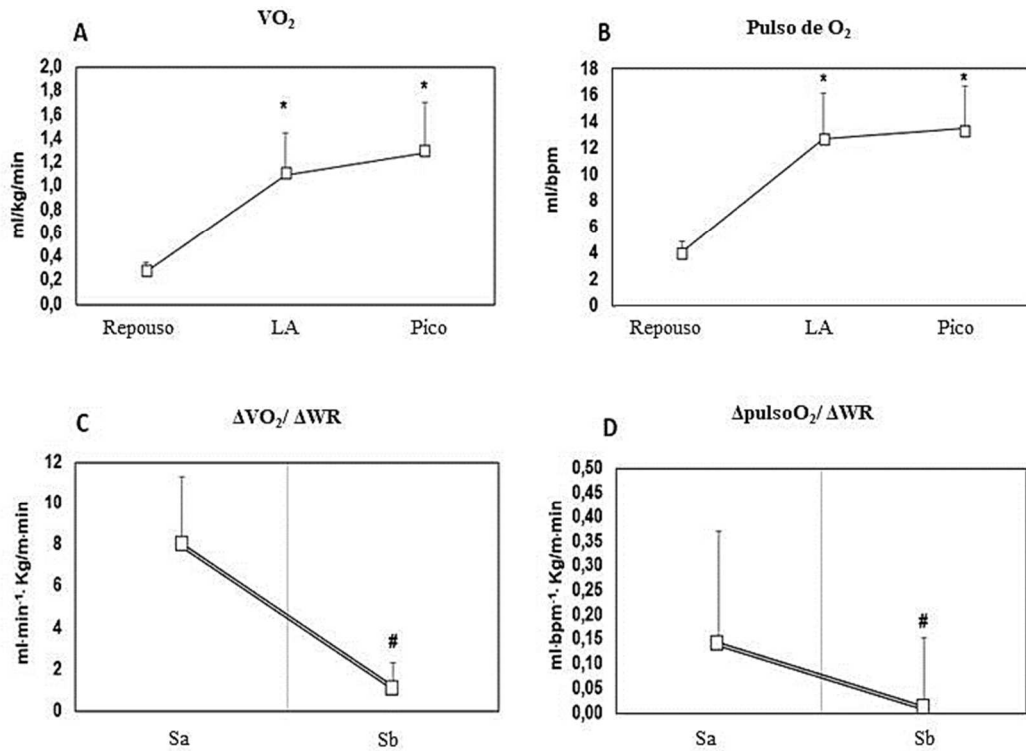 A
VO₂
2,0
1,8
1,6
1,4
1,2
1,0
0,8
0,6
0,4
0,2
0,0
ml/kg/min
*
*
Repouso LA Pico
B
Pulso de O₂
18
16
14
12
10
8
6
4
2
0
ml/bpm
*
*
Repouso LA Pico
C
ΔVO₂/ ΔWR
12
10
8
6
4
2
0
ml·min⁻¹· Kg/m·min
#
Sa Sb
D
ΔpulsoO₂/ ΔWR
0,50
0,45
0,40
0,35
0,30
0,25
0,20
0,15
0,10
0,05
0,00
ml·bpm⁻¹· Kg/m·min
#
Sa Sb